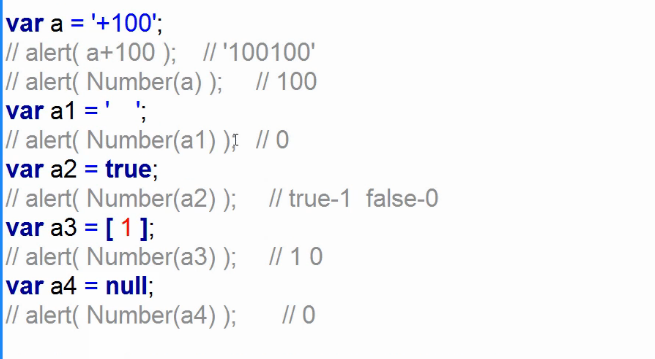 var a = '+100';
// alert( a+100 );    // '100100'
// alert( Number(a) );    // 100
var a1 = '    ';
// alert( Number(a1) );   // 0
var a2 = true;
// alert( Number(a2) );    // true-1  false-0
var a3 = [ 1 ];
// alert( Number(a3) );    // 1 0
var a4 = null;
// alert( Number(a4) );      // 0